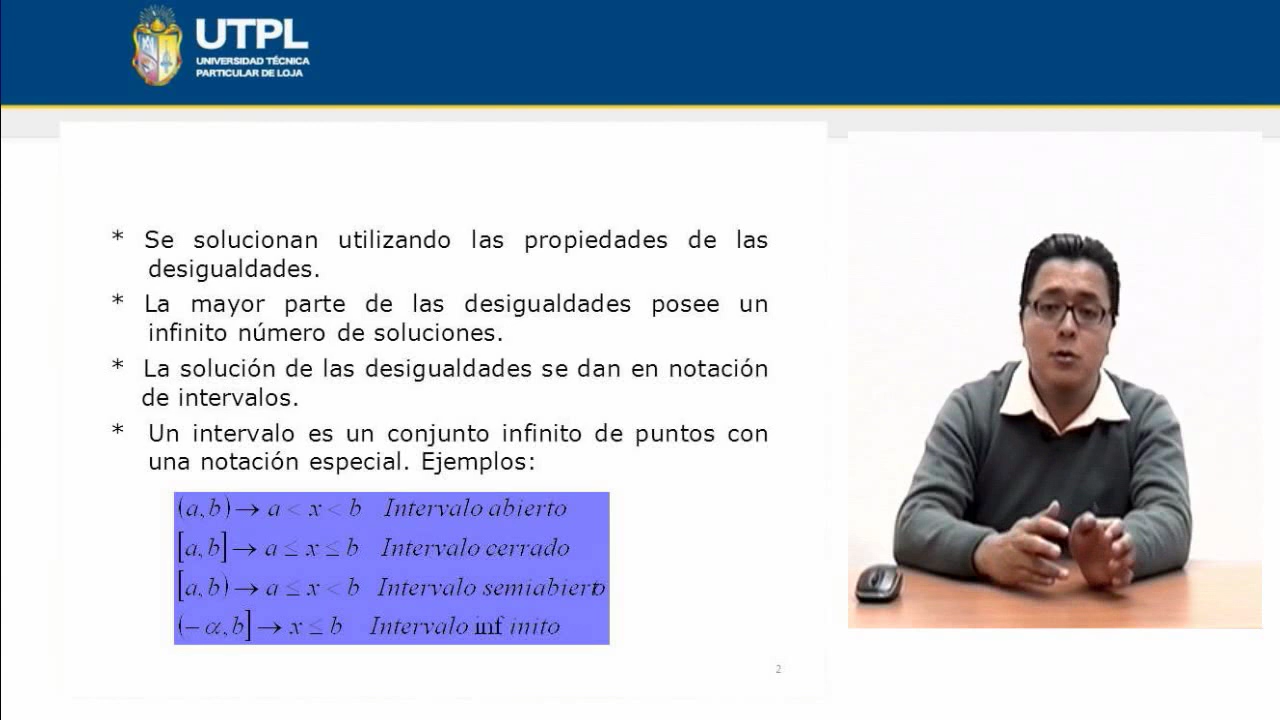 UTPL
UNIVERSIDAD TÉCNICA
PARTICULAR DE LOJA
* Se solucionan utilizando las propiedades de las
desigualdades.
* La mayor parte de las desigualdades posee un
infinito número de soluciones.
* La solución de las desigualdades se dan en notación
de intervalos.
* Un intervalo es un conjunto infinito de puntos con
una notación especial. Ejemplos:
(a,b)→a < x < b Intervalo abierto
[a,b]→a ≤ x ≤ b Intervalo cerrado
[a,b)→a ≤ x < b Intervalo semiabierto
(−α,b]→x ≤ b Intervalo inf inito
2